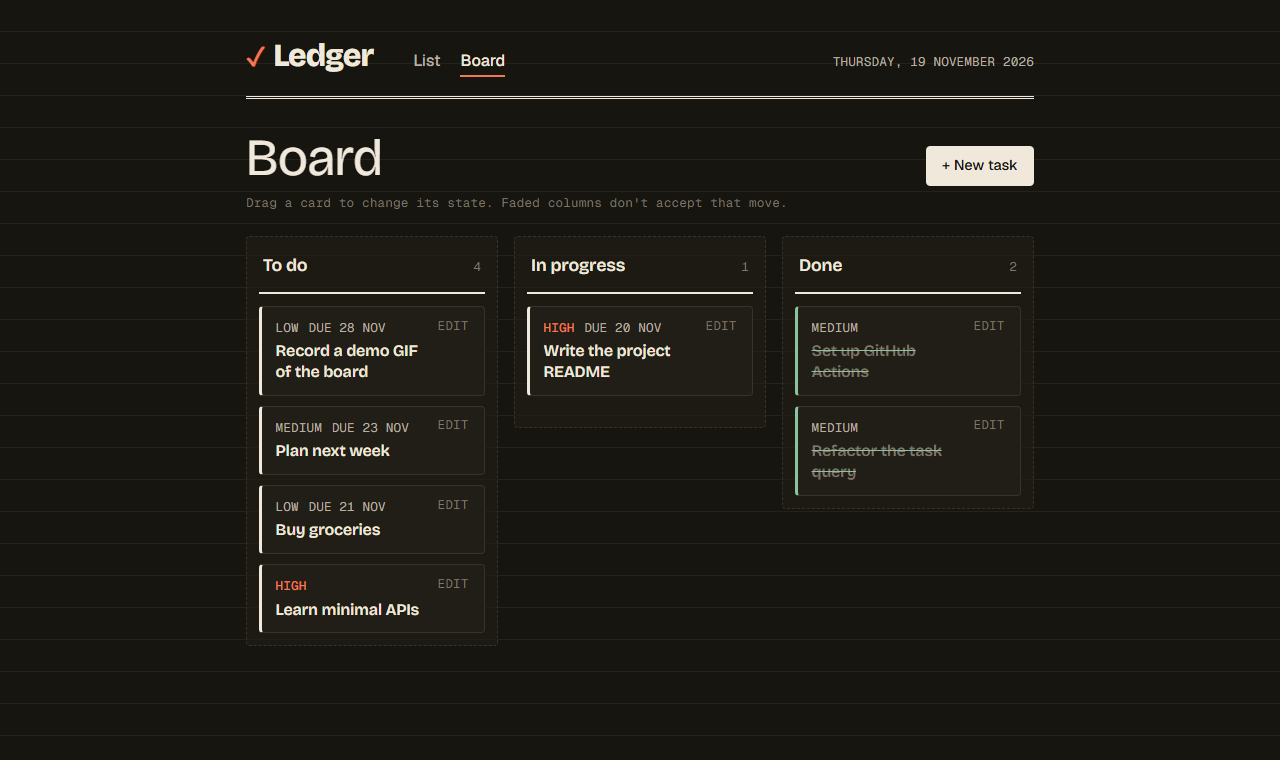 ✓ Ledger
List
Board
THURSDAY, 19 NOVEMBER 2026
Board
+ New task
Drag a card to change its state. Faded columns don't accept that move.
To do 4
LOW DUE 28 NOV EDIT
Record a demo GIF
of the board
MEDIUM DUE 23 NOV EDIT
Plan next week
LOW DUE 21 NOV EDIT
Buy groceries
HIGH EDIT
Learn minimal APIs
In progress 1
HIGH DUE 20 NOV EDIT
Write the project
README
Done 2
MEDIUM EDIT
Set up GitHub
Actions
MEDIUM EDIT
Refactor the task
query